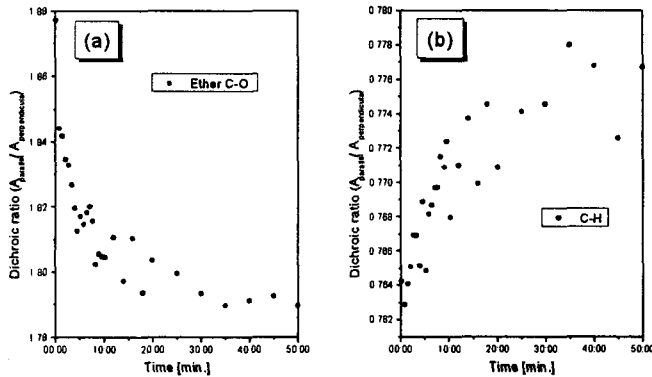 (a)
Ether C-O
1.88
1.86
1.84
1.82
1.80
1.78
Dichroic ratio (A parallel / A perpendicular)
00:00 10:00 20:00 30:00 40:00 50:00
Time [min.]
(b)
C-H
0.780
0.778
0.776
0.774
0.772
0.770
0.768
0.766
0.764
0.762
Dichroic ratio (A parallel / A perpendicular)
00:00 10:00 20:00 30:00 40:00 50:00
Time [min.]